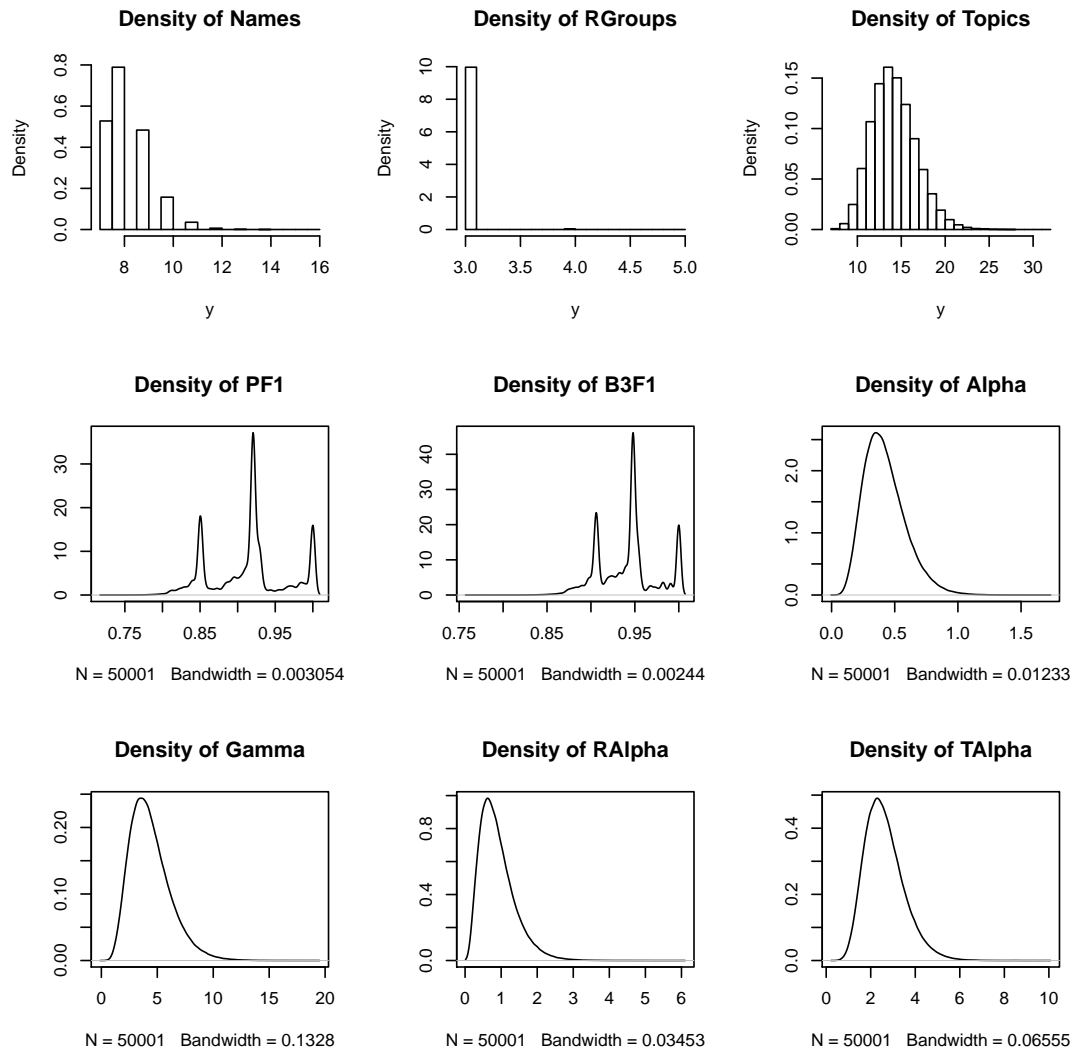 Density of Names
Density of RGroups
Density of Topics
Density
0.0 0.2 0.4 0.6 0.8
8 10 12 14 16
y
Density
0 2 4 6 8 10
3.0 3.5 4.0 4.5 5.0
y
Density
0.00 0.05 0.10 0.15
10 15 20 25 30
y
Density of PF1
Density of B3F1
Density of Alpha
0 10 20 30
0.75 0.85 0.95
N = 50001 Bandwidth = 0.003054
0 10 20 30 40
0.75 0.85 0.95
N = 50001 Bandwidth = 0.00244
0.0 1.0 2.0
0.0 0.5 1.0 1.5
N = 50001 Bandwidth = 0.01233
Density of Gamma
Density of RAlpha
Density of TAlpha
0.00 0.10 0.20
0 5 10 15 20
N = 50001 Bandwidth = 0.1328
0.0 0.4 0.8
0 1 2 3 4 5 6
N = 50001 Bandwidth = 0.03453
0.0 0.2 0.4
0 2 4 6 8 10
N = 50001 Bandwidth = 0.06555